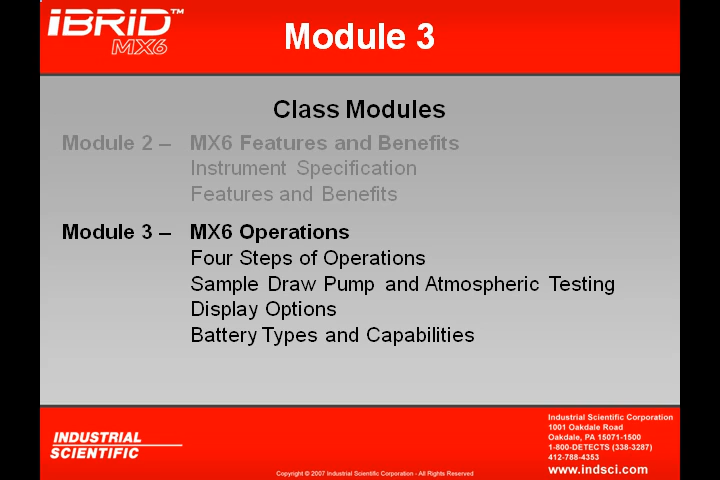 iBRiD™
MX6
Module 3
Class Modules
Module 2 – MX6 Features and Benefits
Instrument Specification
Features and Benefits
Module 3 – MX6 Operations
Four Steps of Operations
Sample Draw Pump and Atmospheric Testing
Display Options
Battery Types and Capabilities
INDUSTRIAL
SCIENTIFIC
Copyright © 2007 Industrial Scientific Corporation - All Rights Reserved
Industrial Scientific Corporation
1001 Oakdale Road
Oakdale, PA 15071-1500
1-800-DETECTS (338-3287)
412-788-4353
www.indsci.com